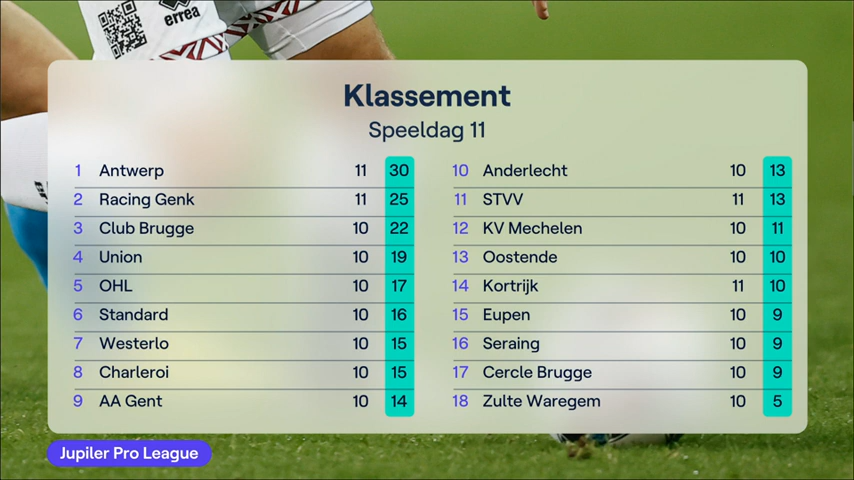 errea
Klassement
Speeldag 11
1 Antwerp 11 30
2 Racing Genk 11 25
3 Club Brugge 10 22
4 Union 10 19
5 OHL 10 17
6 Standard 10 16
7 Westerlo 10 15
8 Charleroi 10 15
9 AA Gent 10 14
10 Anderlecht 10 13
11 STVV 11 13
12 KV Mechelen 10 11
13 Oostende 10 10
14 Kortrijk 11 10
15 Eupen 10 9
16 Seraing 10 9
17 Cercle Brugge 10 9
18 Zulte Waregem 10 5
Jupiler Pro League